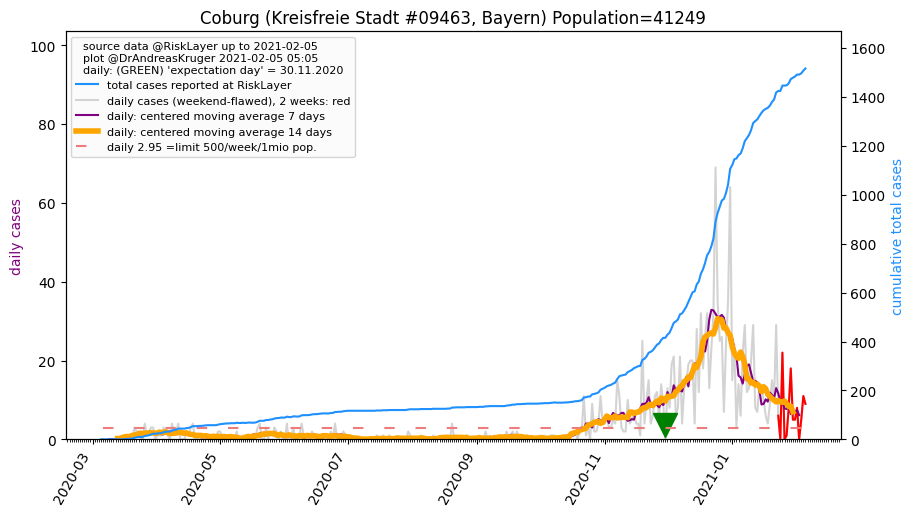 Coburg (Kreisfreie Stadt #09463, Bayern) Population=41249
source data @RiskLayer up to 2021-02-05
plot @DrAndreasKruger 2021-02-05 05:05
daily: (GREEN) 'expectation day' = 30.11.2020
total cases reported at RiskLayer
daily cases (weekend-flawed), 2 weeks: red
daily: centered moving average 7 days
daily: centered moving average 14 days
daily 2.95 =limit 500/week/1mio pop.
daily cases
100
80
60
40
20
0
cumulative total cases
1600
1400
1200
1000
800
600
400
200
0
2020-03
2020-05
2020-07
2020-09
2020-11
2021-01